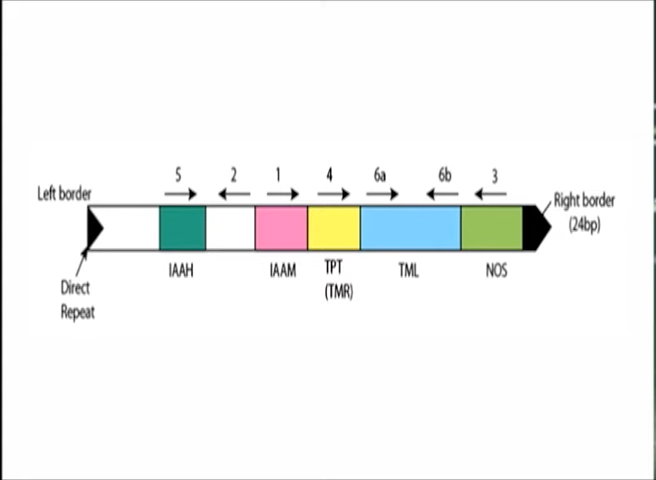 5 2 1 4 6a 6b 3
Left border
Right border
(24bp)
IAAH IAAM TPT TML NOS
(TMR)
Direct
Repeat